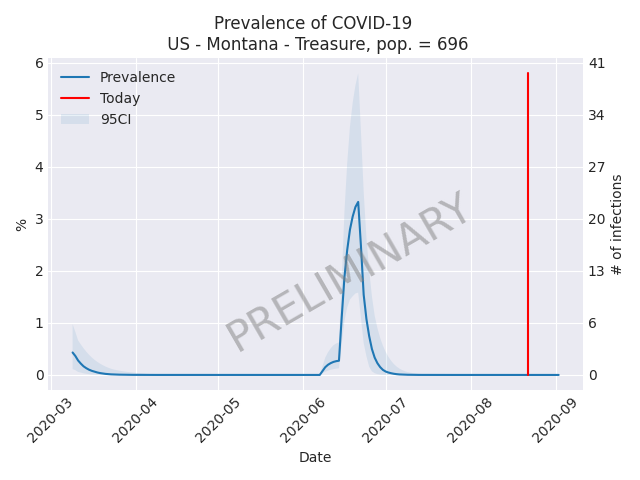 Prevalence of COVID-19
US - Montana - Treasure, pop. = 696
6
5
4
3
2
1
0
%
Prevalence
Today
95CI
PRELIMINARY
41
34
27
20
13
6
0
# of infections
2020-03
2020-04
2020-05
2020-06
2020-07
2020-08
2020-09
Date